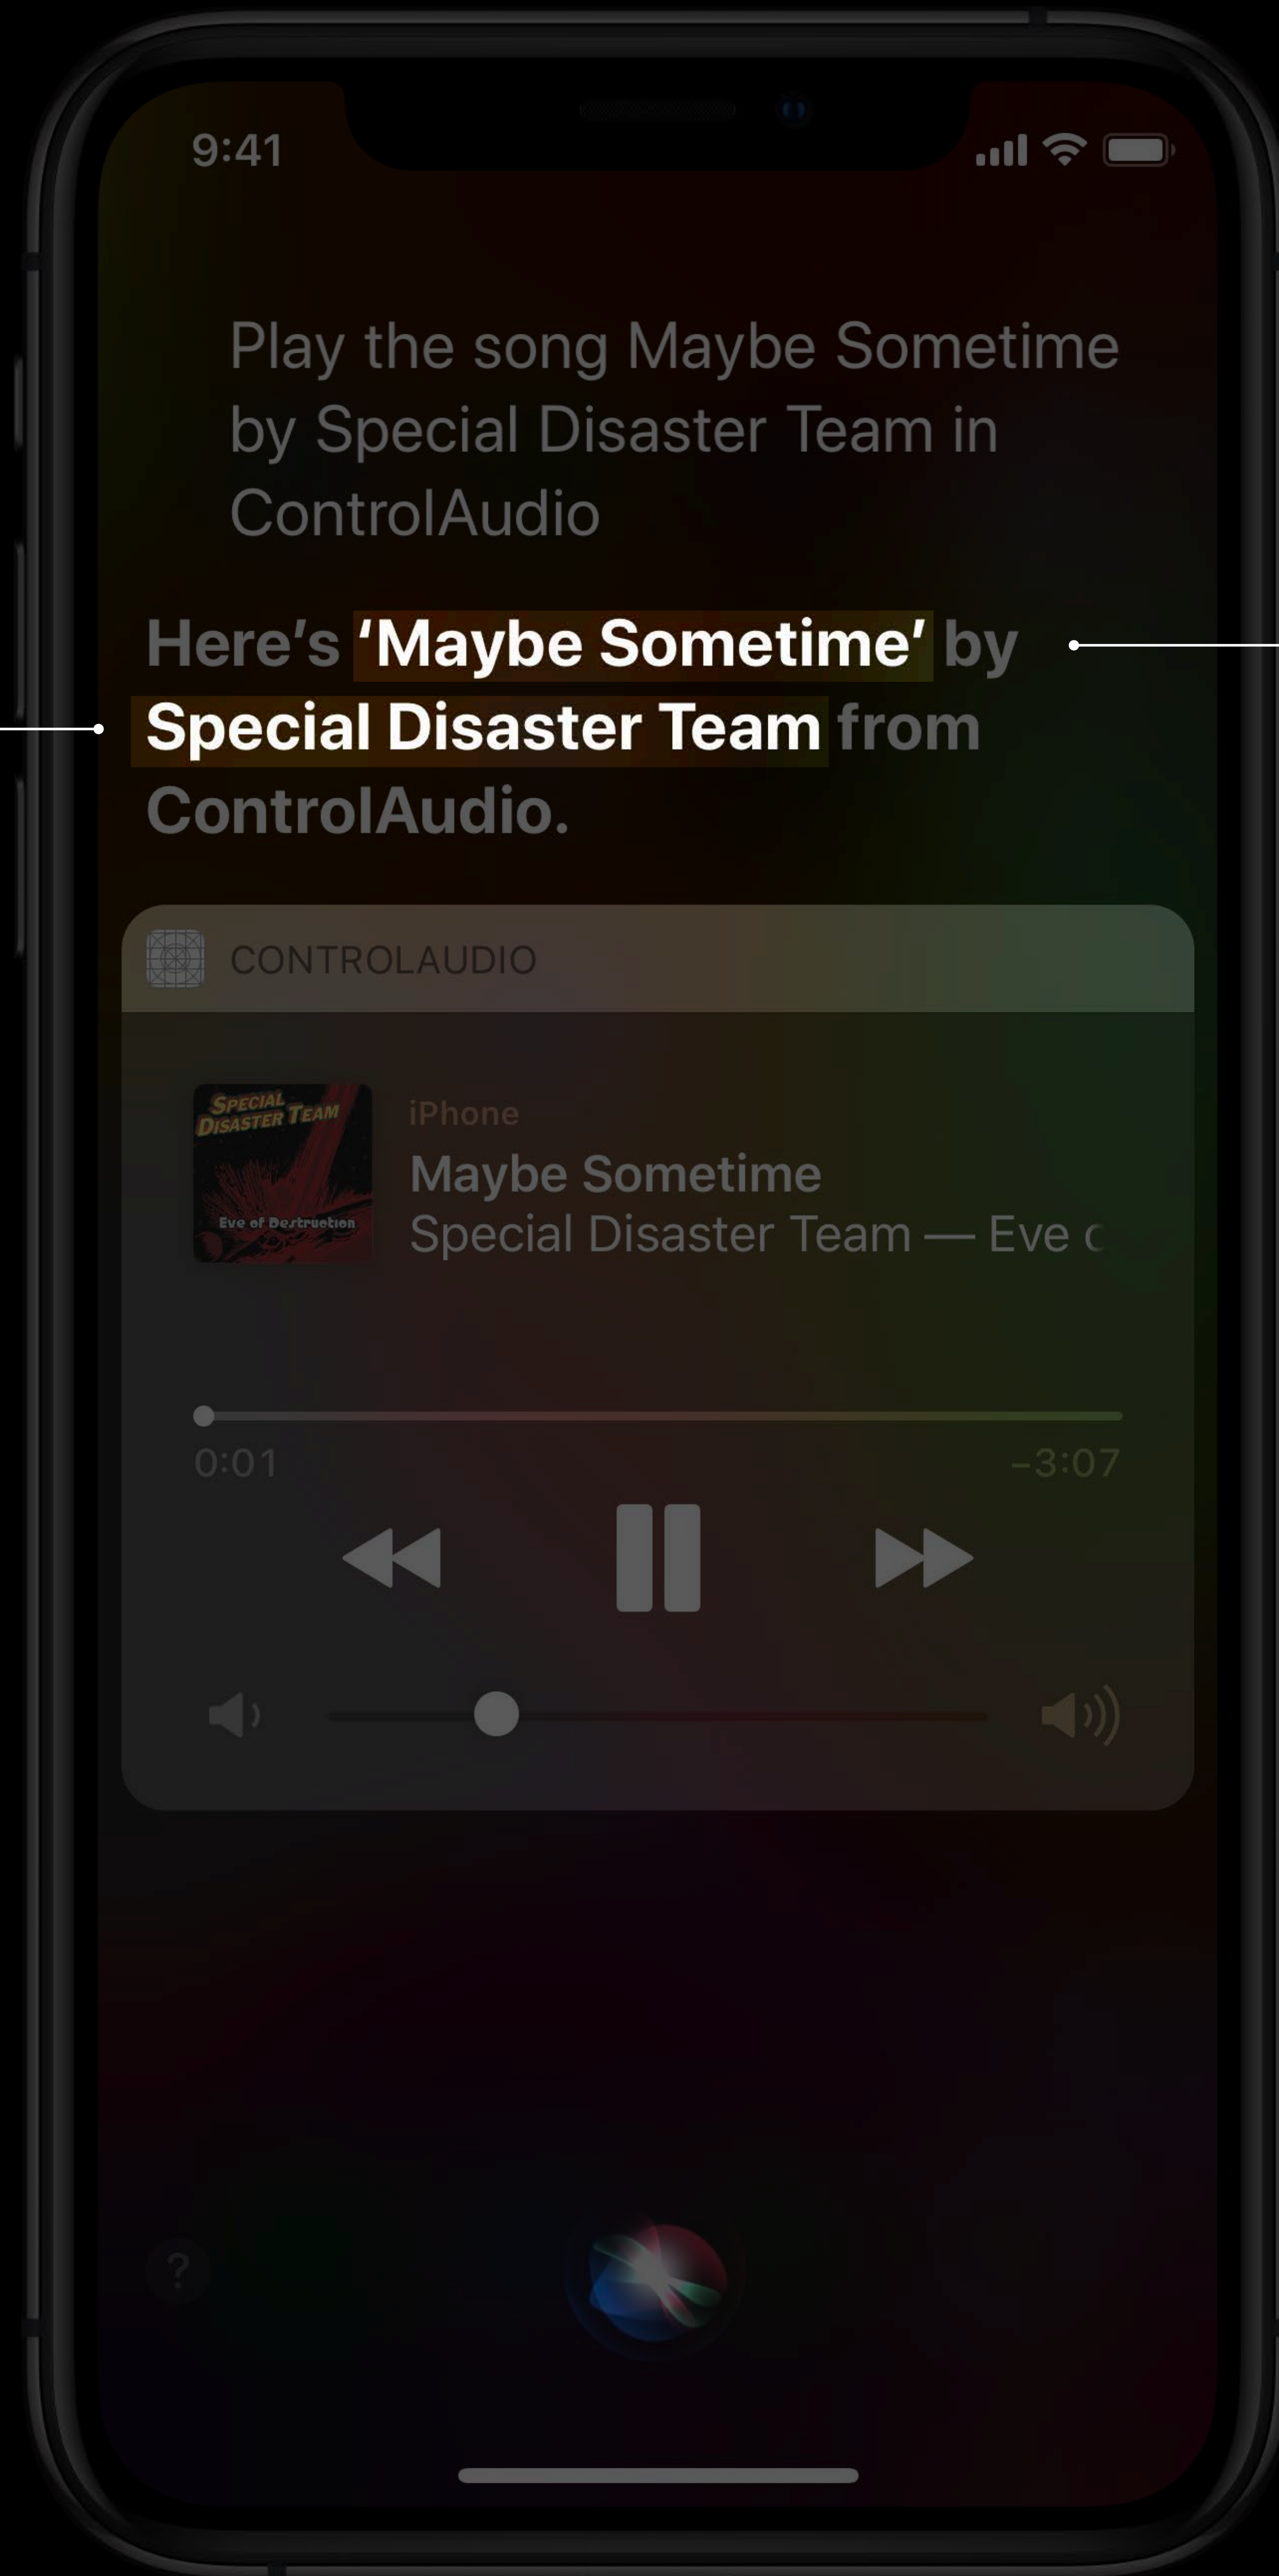 9:41
Play the song Maybe Sometime
by Special Disaster Team in
ControlAudio
Here’s ‘Maybe Sometime’ by
Special Disaster Team from
ControlAudio.
CONTROLAUDIO
SPECIAL
DISASTER TEAM
Eve of Destruction
iPhone
Maybe Sometime
Special Disaster Team — Eve
0:01
–3:07
?